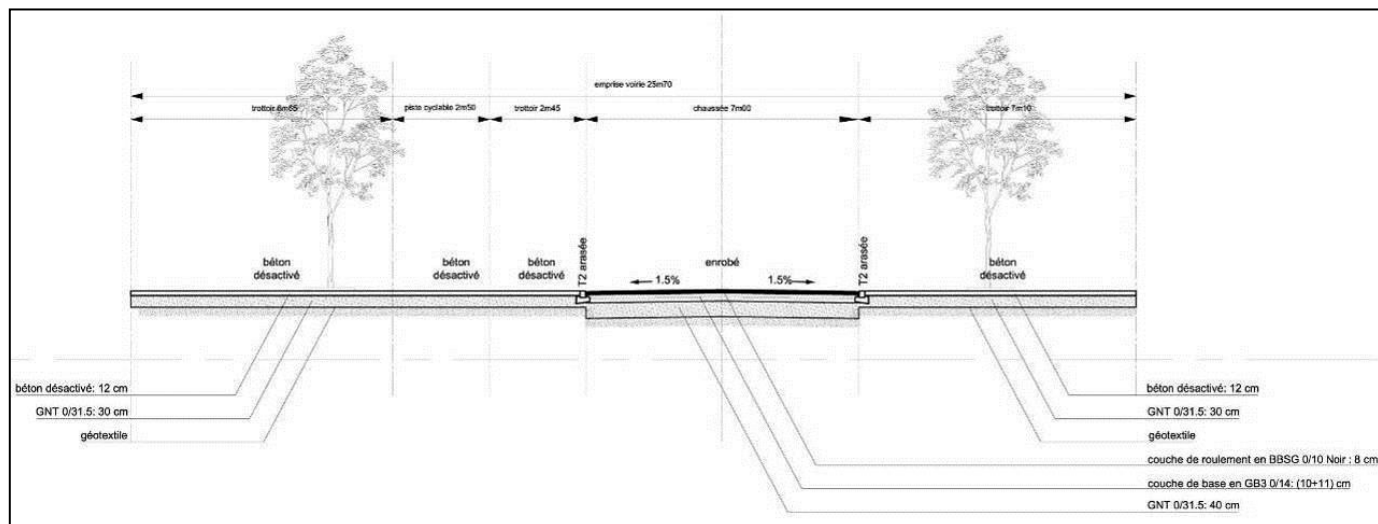 emprise voirie 25m70
trottoir 6m65
piste cyclable 2m50
trottoir 2m45
chaussée 7m00
trottoir 7m10
béton
désactivé
béton
désactivé
béton
désactivé
T2 arasée
enrobé
1.5%
1.5%
T2 arasée
béton
désactivé
béton désactivé: 12 cm
GNT 0/31.5: 30 cm
géotextile
béton désactivé: 12 cm
GNT 0/31.5: 30 cm
géotextile
couche de roulement en BBSG 0/10 Noir : 8 cm
couche de base en GB3 0/14: (10+11) cm
GNT 0/31.5: 40 cm